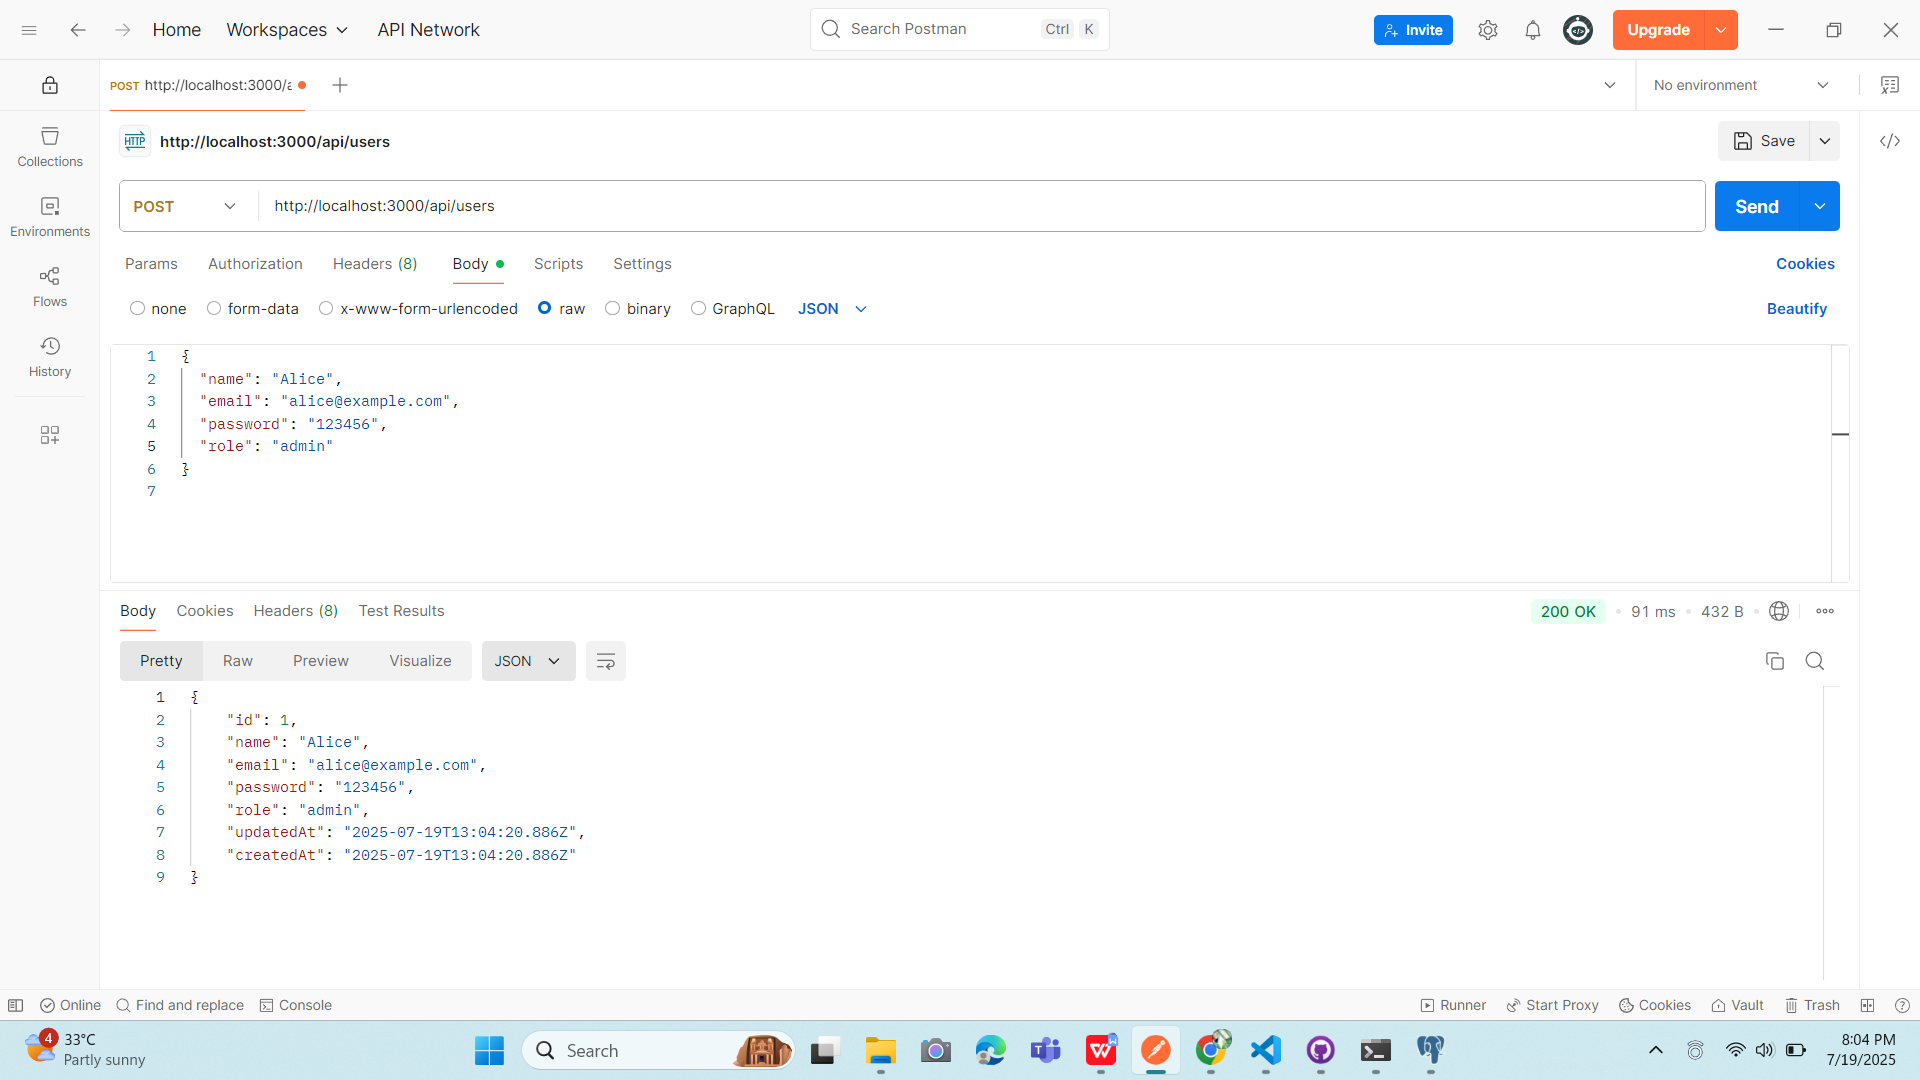 Home Workspaces API Network Search Postman Ctrl K Invite Upgrade
POST http://localhost:3000/a No environment
HTTP http://localhost:3000/api/users Save
POST http://localhost:3000/api/users Send
Params Authorization Headers (8) Body Scripts Settings Cookies
none form-data x-www-form-urlencoded raw binary GraphQL JSON Beautify
Collections
Environments
Flows
History
1 {
2 "name": "Alice",
3 "email": "alice@example.com",
4 "password": "123456",
5 "role": "admin"
6 }
7
Body Cookies Headers (8) Test Results 200 OK 91 ms 432 B
Pretty Raw Preview Visualize JSON
1 {
2 "id": 1,
3 "name": "Alice",
4 "email": "alice@example.com",
5 "password": "123456",
6 "role": "admin",
7 "updatedAt": "2025-07-19T13:04:20.886Z",
8 "createdAt": "2025-07-19T13:04:20.886Z"
9 }
Online Find and replace Console Runner Start Proxy Cookies Vault Trash
4 33°C
Partly sunny
Search
8:04 PM
7/19/2025